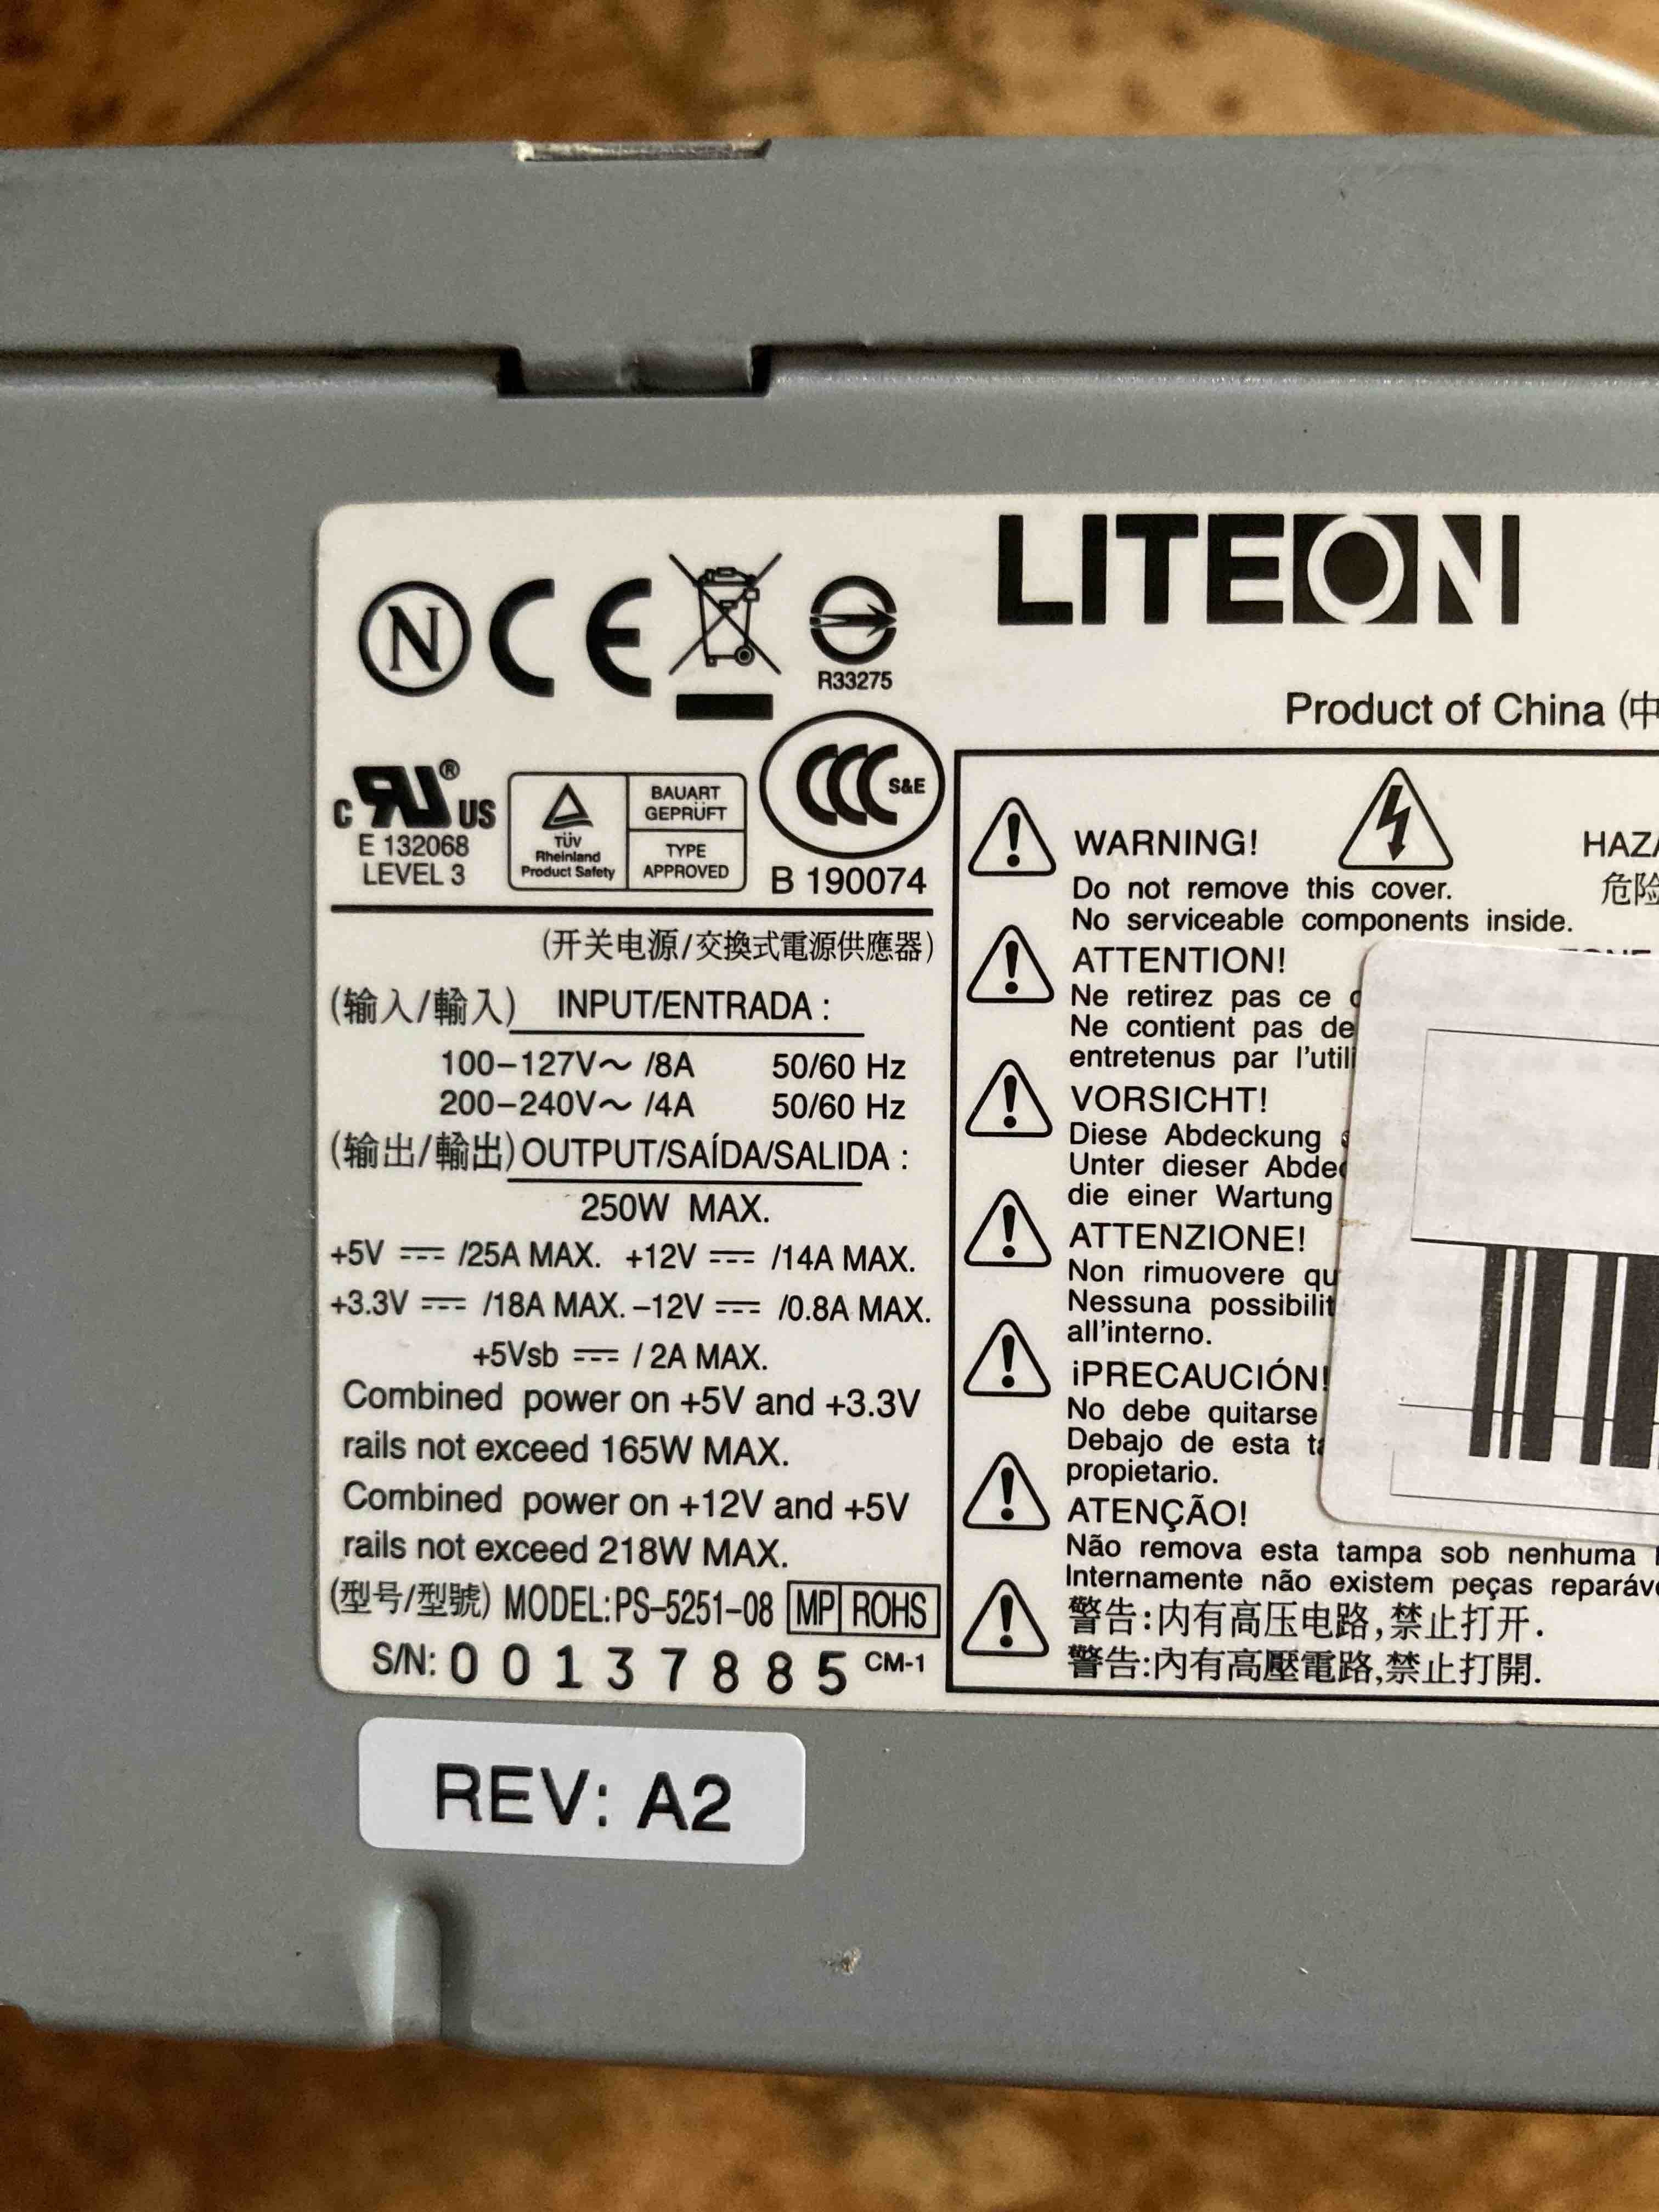 LITEON
N CE
R33275
Product of China (中
c RU ® US
E 132068
LEVEL 3
TÜV
Rheinland
Product Safety
BAUART
GEPRÜFT
TYPE
APPROVED
CCC S&E
B 190074
(开关电源/交換式電源供應器)
(输入/輸入) INPUT/ENTRADA :
100–127V～ /8A 50/60 Hz
200–240V～ /4A 50/60 Hz
(输出/輸出) OUTPUT/SAÍDA/SALIDA :
250W MAX.
+5V ⎓ /25A MAX. +12V ⎓ /14A MAX.
+3.3V ⎓ /18A MAX. –12V ⎓ /0.8A MAX.
+5Vsb ⎓ / 2A MAX.
Combined power on +5V and +3.3V
rails not exceed 165W MAX.
Combined power on +12V and +5V
rails not exceed 218W MAX.
(型号/型號) MODEL: PS–5251–08 MP ROHS
S/N: 00137885 CM-1
WARNING!
HAZA
危险
Do not remove this cover.
No serviceable components inside.
ATTENTION!
Ne retirez pas ce
Ne contient pas de
entretenus par l'utili
VORSICHT!
Diese Abdeckung
Unter dieser Abde
die einer Wartung
ATTENZIONE!
Non rimuovere qu
Nessuna possibilit
all'interno.
¡PRECAUCIÓN!
No debe quitarse
Debajo de esta t
propietario.
ATENÇÃO!
Não remova esta tampa sob nenhuma
Internamente não existem peças reparáv
警告:内有高压电路,禁止打开.
警告:內有高壓電路,禁止打開.
REV: A2